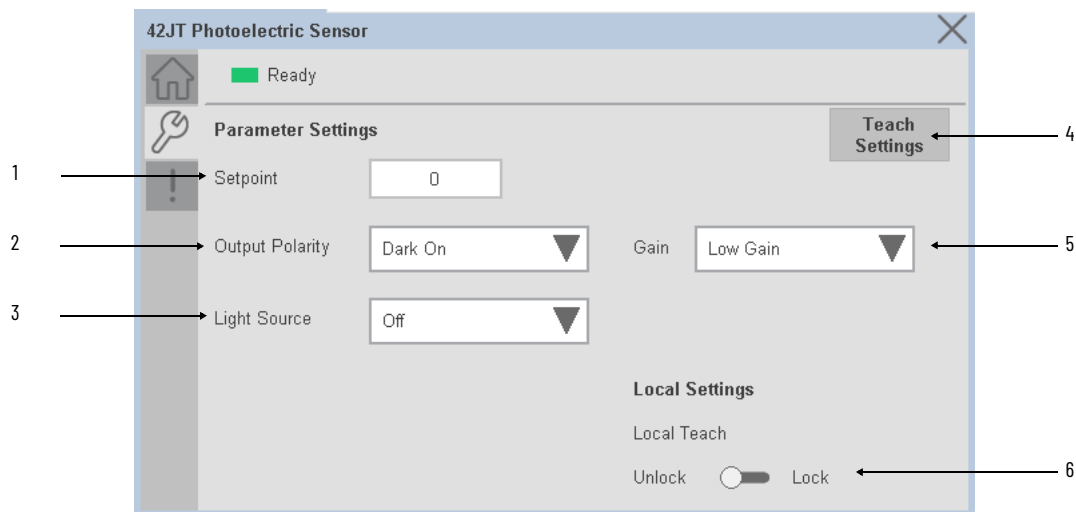 42JT Photoelectric Sensor
Ready
Parameter Settings
Teach
Settings
4
1
Setpoint
0
2
Output Polarity
Dark On
Gain
Low Gain
5
3
Light Source
Off
Local Settings
Local Teach
Unlock
Lock
6